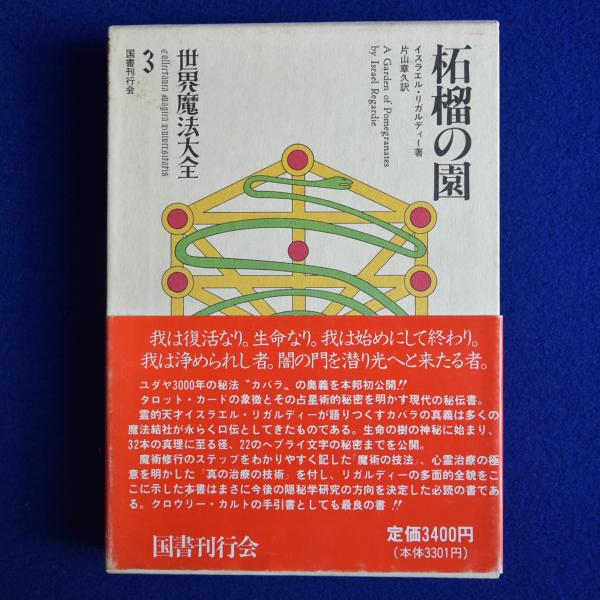 柘榴の園
イスラエル・リガルディー著
片山章久訳
A Garden of Pomegranates
by Israel Regardie
世界魔法大全
Collectanea Magica Universitatis
3
国書刊行会
我は復活なり。生命なり。我は始めにして終わり。
我は浄められし者。闇の門を潜り光へと来たる者。
ユダヤ3000年の秘法〝カバラ〟の奥義を本邦初公開!!
タロット・カードの象徴とその占星術的秘密を明かす現代の秘伝書。
霊的天才イスラエル・リガルディーが語りつくすカバラの真義は多くの
魔法結社が永らく口伝としてきたものである。生命の樹の神秘に始まり、
32本の真理に至る径、22のヘブライ文字の秘密までを公開。
魔術修行のステップをわかりやすく記した『魔術の技法』、心霊治療の極
意を明かした『真の治療の技術』を付し、リガルディーの多面的全貌をこ
こに示した本書はまさに今後の隠秘学研究の方向を決定した必読の書であ
る。クロウリー・カルトの手引書としても最良の書!!
国書刊行会
定価3400円
(本体3301円)